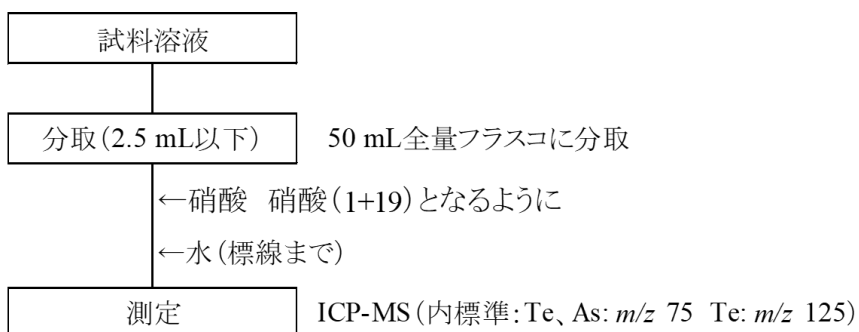 試料溶液
分取(2.5 mL以下) 50 mL全量フラスコに分取
←硝酸 硝酸(1+19)となるように
←水(標線まで)
測定 ICP-MS(内標準:Te、As: m/z 75 Te: m/z 125)